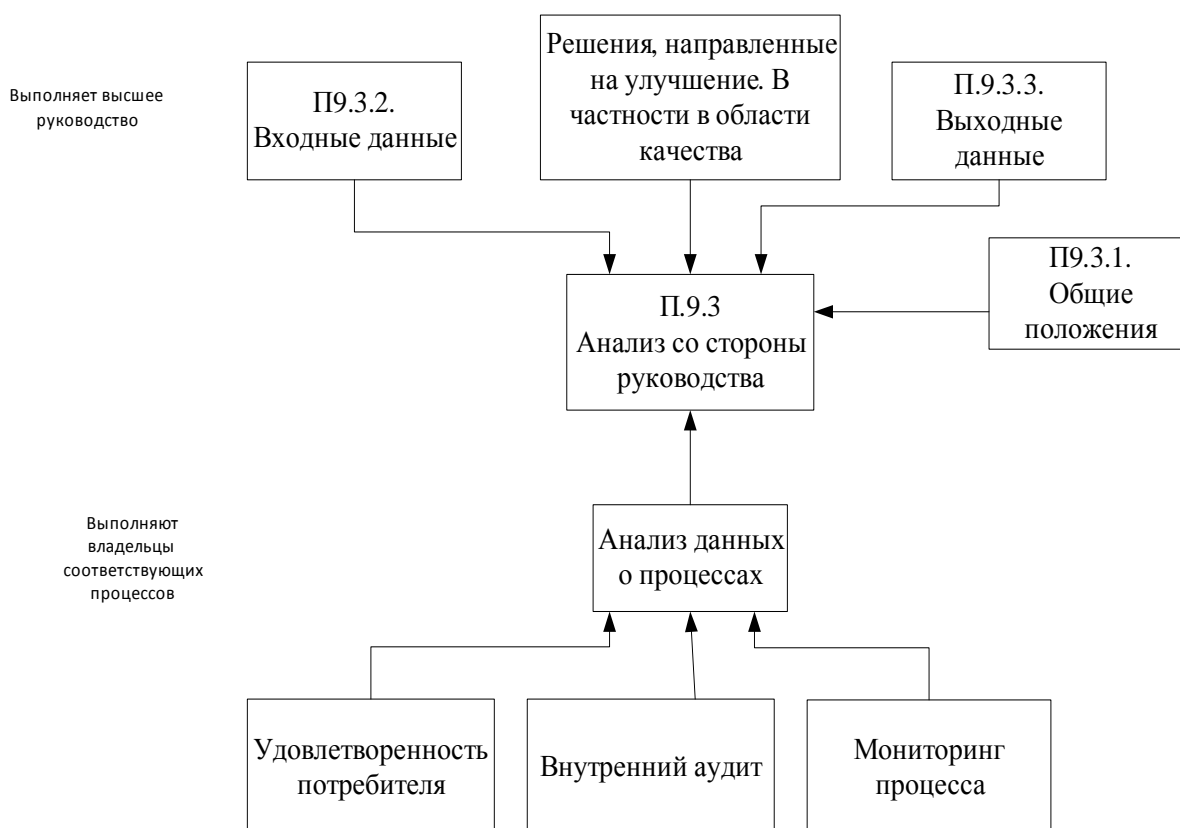 Выполняет высшее
руководство
П9.3.2.
Входные данные
Решения, направленные
на улучшение. В
частности в области
качества
П.9.3.3.
Выходные
данные
П9.3.1.
Общие
положения
П.9.3
Анализ со стороны
руководства
Выполняют
владельцы
соответствующих
процессов
Анализ данных
о процессах
Удовлетворенность
потребителя
Внутренний аудит
Мониторинг
процесса